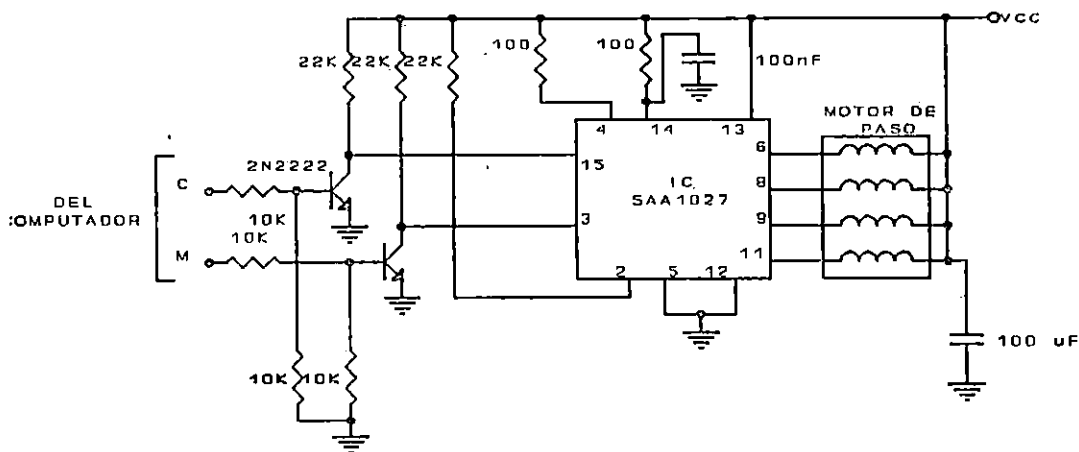 VCC
100
100
100nF
22K
22K
22K
MOTOR DE
PASO
4
14
13
2N2222
15
6
C
IC
SAA1027
8
DEL
COMPUTADOR
10K
10K
3
9
M
11
2
5
12
100 uF
10K
10K